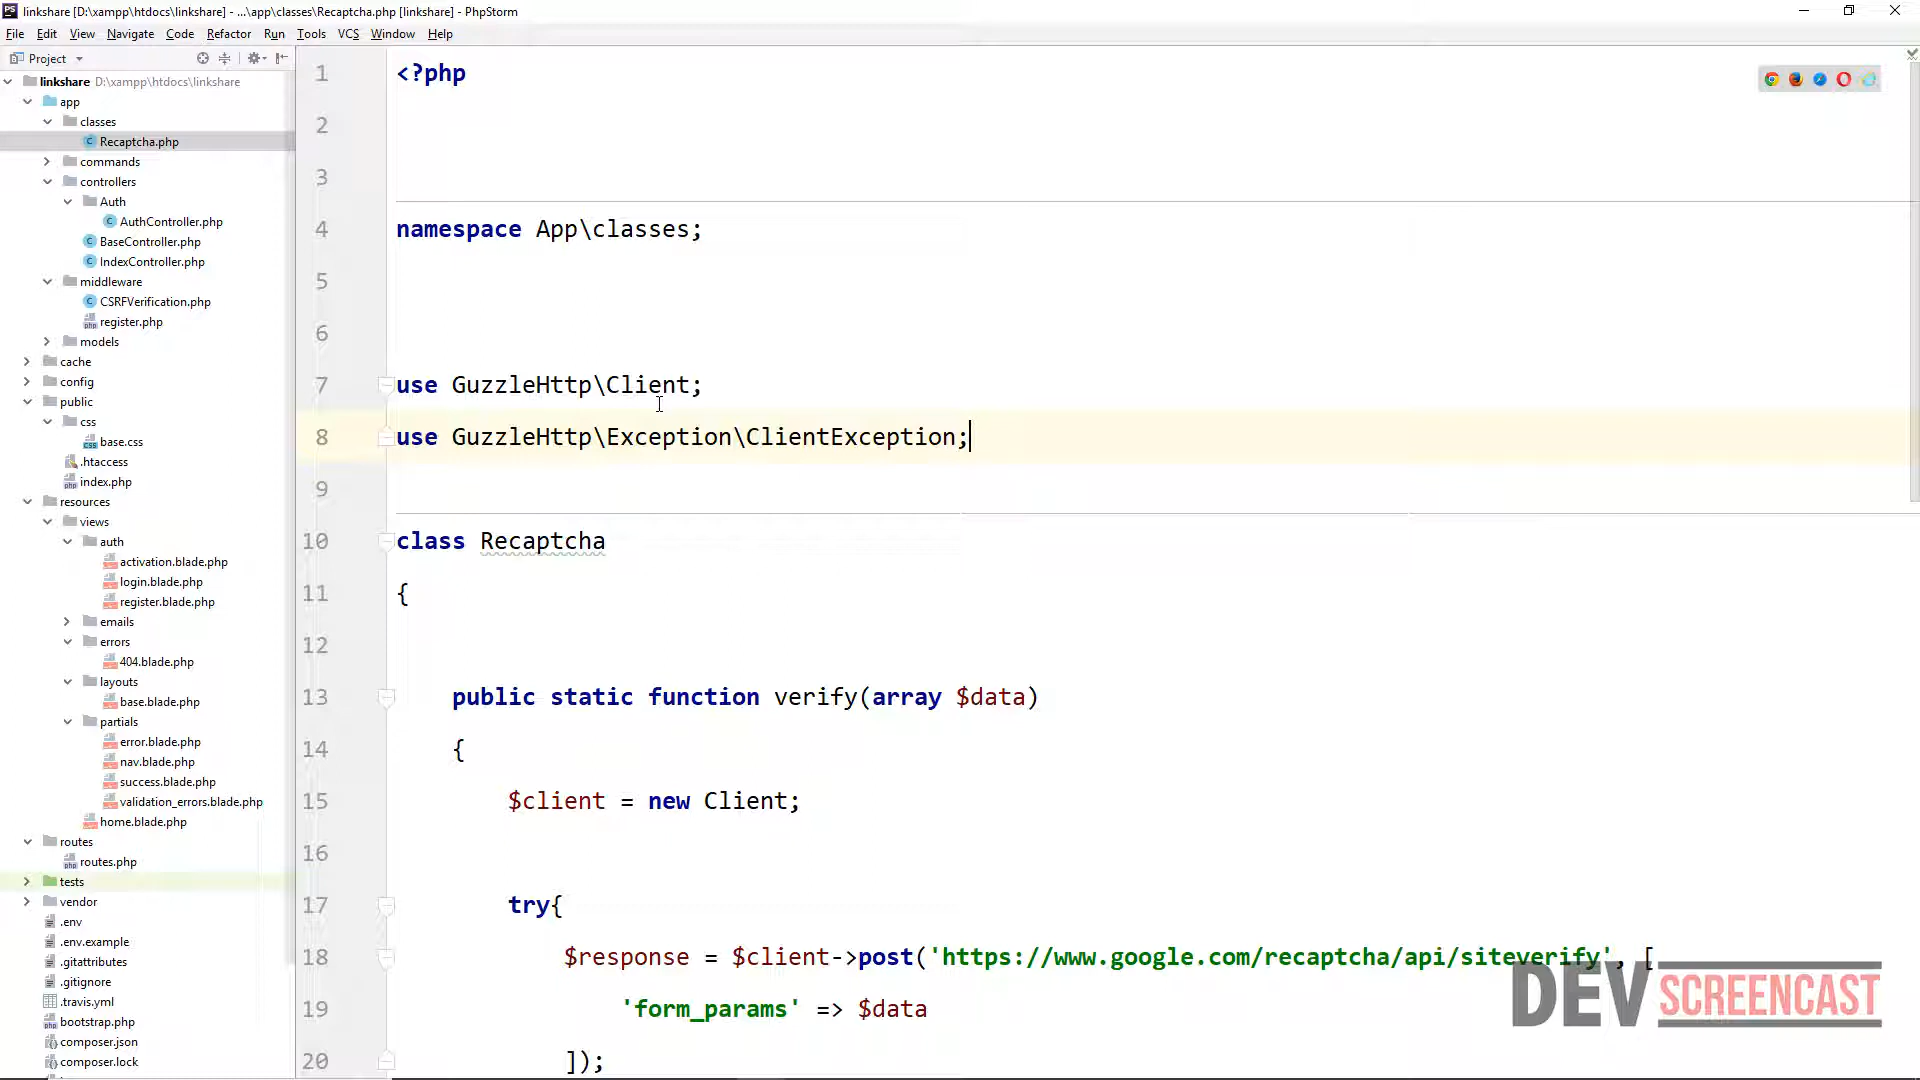 linkshare [D:\xampp\htdocs\linkshare] - ...\app\classes\Recaptcha.php [linkshare] - PhpStorm
File Edit View Navigate Code Refactor Run Tools VCS Window Help
Project
linkshare D:\xampp\htdocs\linkshare
app
classes
Recaptcha.php
commands
controllers
Auth
AuthController.php
BaseController.php
IndexController.php
middleware
CSRFVerification.php
register.php
models
cache
config
public
css
base.css
.htaccess
index.php
resources
views
auth
activation.blade.php
login.blade.php
register.blade.php
emails
errors
404.blade.php
layouts
base.blade.php
partials
error.blade.php
nav.blade.php
success.blade.php
validation_errors.blade.php
home.blade.php
routes
routes.php
tests
vendor
.env
.env.example
.gitattributes
.gitignore
.travis.yml
bootstrap.php
composer.json
composer.lock
1 <?php
2
3
4 namespace App\classes;
5
6
7 use GuzzleHttp\Client;
8 use GuzzleHttp\Exception\ClientException;
9
10 class Recaptcha
11 {
12
13 public static function verify(array $data)
14 {
15 $client = new Client;
16
17 try{
18 $response = $client->post('https://www.google.com/recaptcha/api/siteverify', [
19 'form_params' => $data
20 ]);
DEVSCREENCAST